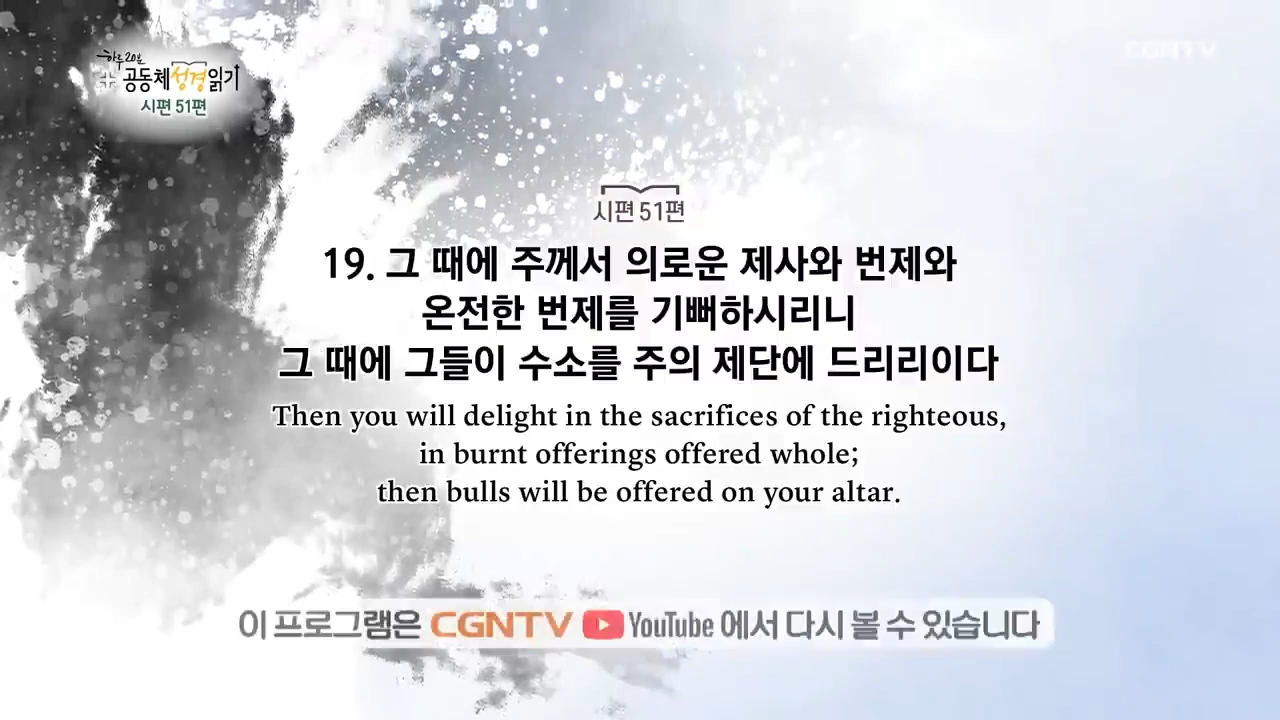 하루 20분
공동체성경읽기
시편 51편
CGNTV
시편 51편
19. 그 때에 주께서 의로운 제사와 번제와
온전한 번제를 기뻐하시리니
그 때에 그들이 수소를 주의 제단에 드리리이다
Then you will delight in the sacrifices of the righteous,
in burnt offerings offered whole;
then bulls will be offered on your altar.
이 프로그램은 CGNTV YouTube 에서 다시 볼 수 있습니다